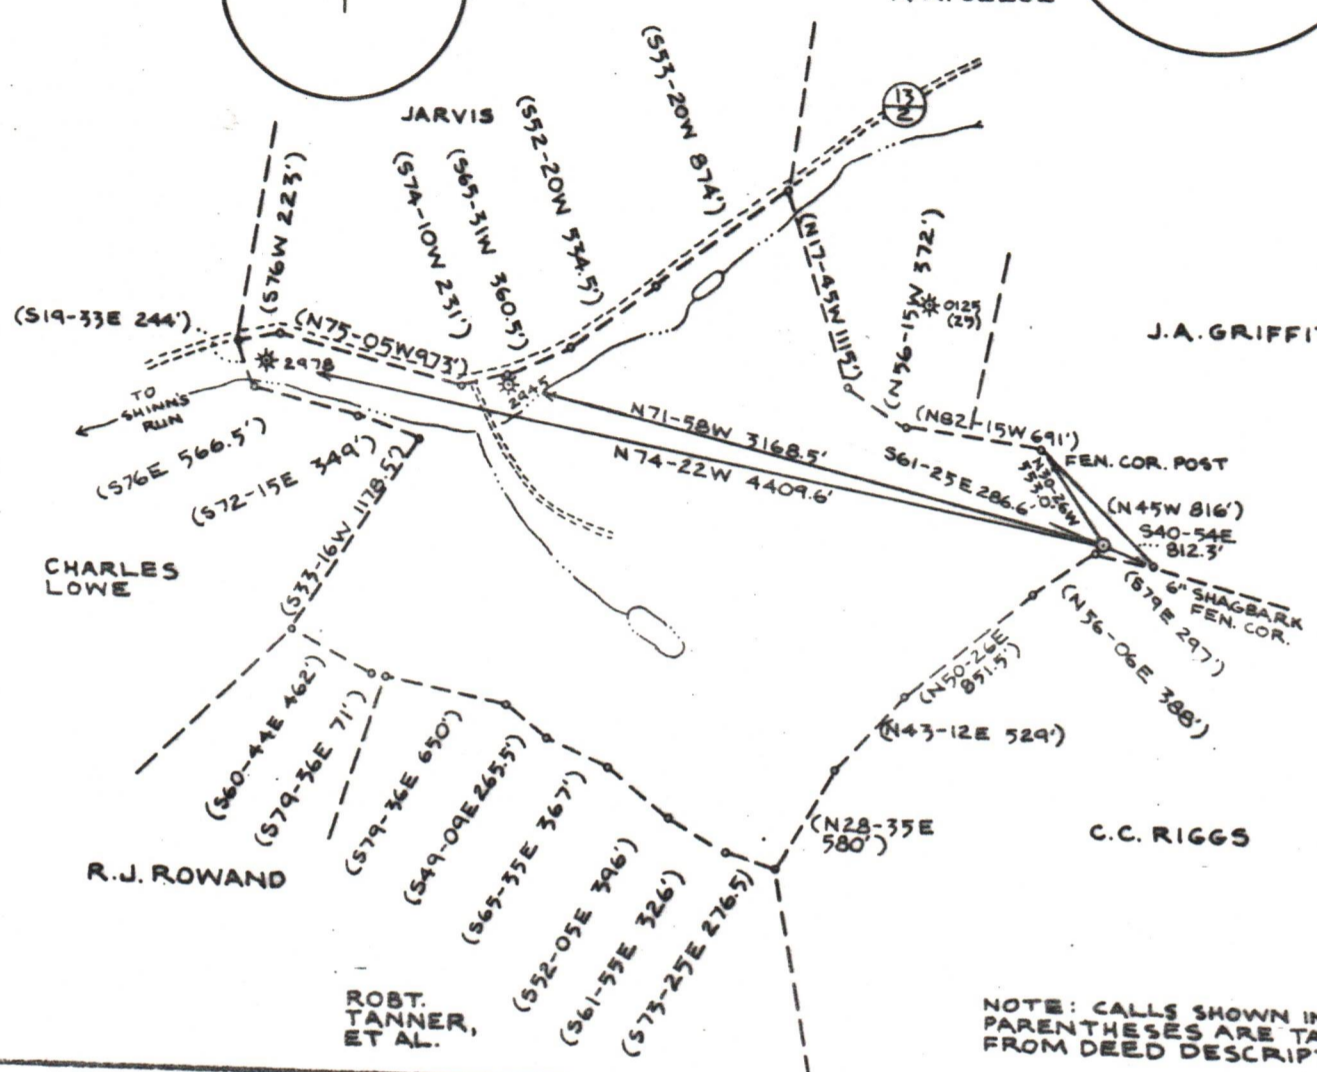 JARVIS
(S53-20W 874')
13
2
(S52-20W 534.5')
(S65-31W 360.5')
(S74-10W 231')
(S76W 223')
(S19-33E 244')
(N75-05W 973')
2978
2945
TO
SHINN'S
RUN
(N17-45W 1115')
(N56-15W 372')
0125
(25)
J.A. GRIFFI
(N82-15W 691')
FEN. COR. POST
N71-58W 3168.5'
N74-22W 4409.6'
S61-25E 286.6'
N30-26W
553.0'
(N45W 816')
S40-54E
812.3'
6" SHAGBARK
FEN. COR.
(S79E 297')
(N56-06E 388')
(N50-26E
851.5')
(N43-12E 529')
(N28-35E
580')
C.C. RIGGS
(S76E 566.5')
(S72-15E 349')
(S33-16W 1178.5')
CHARLES
LOWE
(S60-44E 462')
(S79-36E 71')
(S79-36E 650')
(S49-09E 265.5')
(S65-35E 367')
(S52-05E 396')
(S61-55E 326')
(S73-25E 276.5)
R.J. ROWAND
ROBT.
TANNER,
ET AL.
NOTE: CALLS SHOWN IN
PARENTHESES ARE TA
FROM DEED DESCRIP